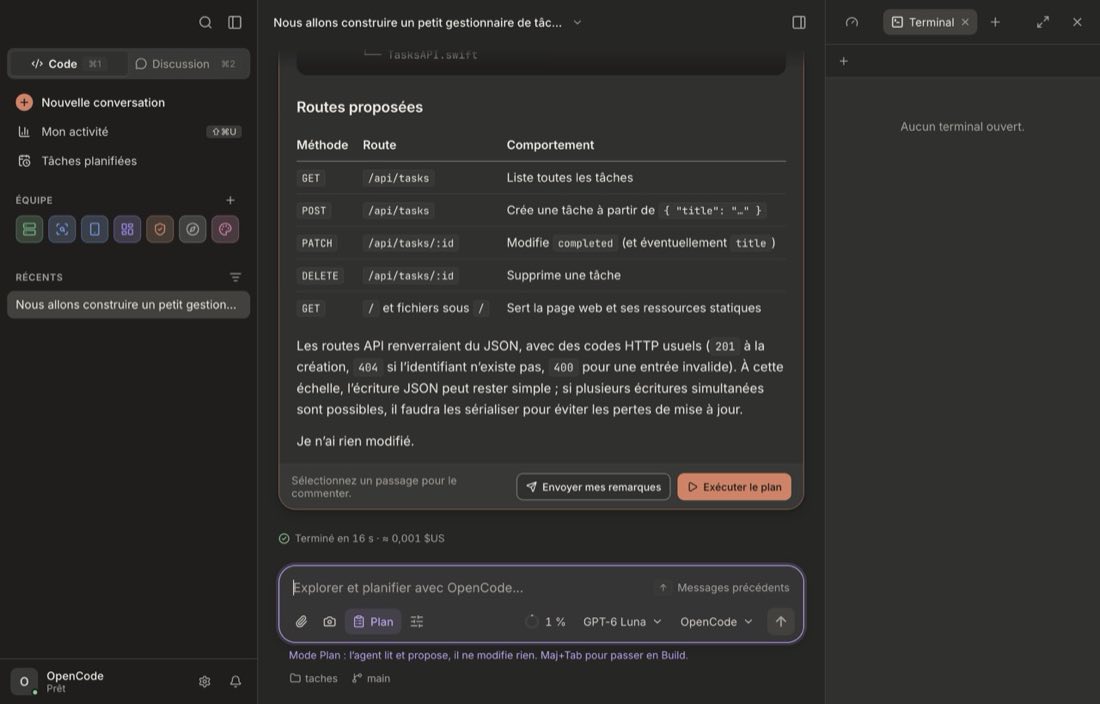 Nous allons construire un petit gestionnaire de tâc...
Terminal
Code ⌘1
Discussion ⌘2
Nouvelle conversation
Mon activité ⇧⌘U
Tâches planifiées
ÉQUIPE
RÉCENTS
Nous allons construire un petit gestion...
OpenCode
Prêt
O
└── TasksAPI.swift
Routes proposées
Méthode Route Comportement
GET /api/tasks Liste toutes les tâches
POST /api/tasks Crée une tâche à partir de { "title": "…" }
PATCH /api/tasks/:id Modifie completed (et éventuellement title )
DELETE /api/tasks/:id Supprime une tâche
GET / et fichiers sous / Sert la page web et ses ressources statiques
Les routes API renverraient du JSON, avec des codes HTTP usuels ( 201 à la
création, 404 si l’identifiant n’existe pas, 400 pour une entrée invalide). À cette
échelle, l’écriture JSON peut rester simple ; si plusieurs écritures simultanées
sont possibles, il faudra les sérialiser pour éviter les pertes de mise à jour.
Je n’ai rien modifié.
Sélectionnez un passage pour le
commenter.
Envoyer mes remarques
Exécuter le plan
Terminé en 16 s · ≈ 0,001 $US
Explorer et planifier avec OpenCode...
↑ Messages précédents
Plan
1 %
GPT-6 Luna
OpenCode
Mode Plan : l’agent lit et propose, il ne modifie rien. Maj+Tab pour passer en Build.
taches
main
Aucun terminal ouvert.